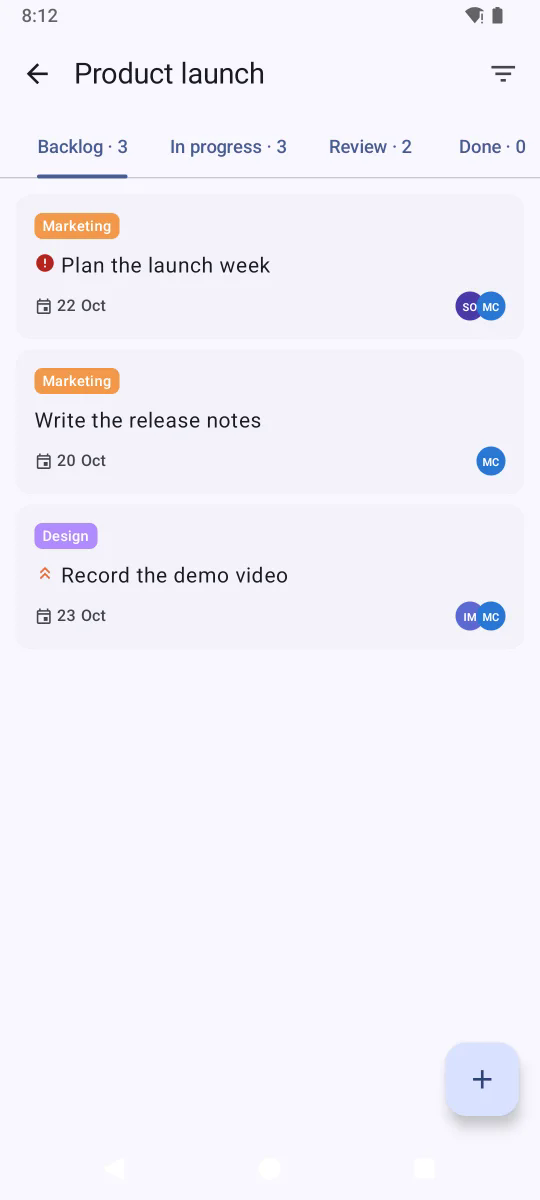 8:12
Product launch
Backlog · 3
In progress · 3
Review · 2
Done · 0
Marketing
Plan the launch week
22 Oct
SO
MC
Marketing
Write the release notes
20 Oct
MC
Design
Record the demo video
23 Oct
IM
MC